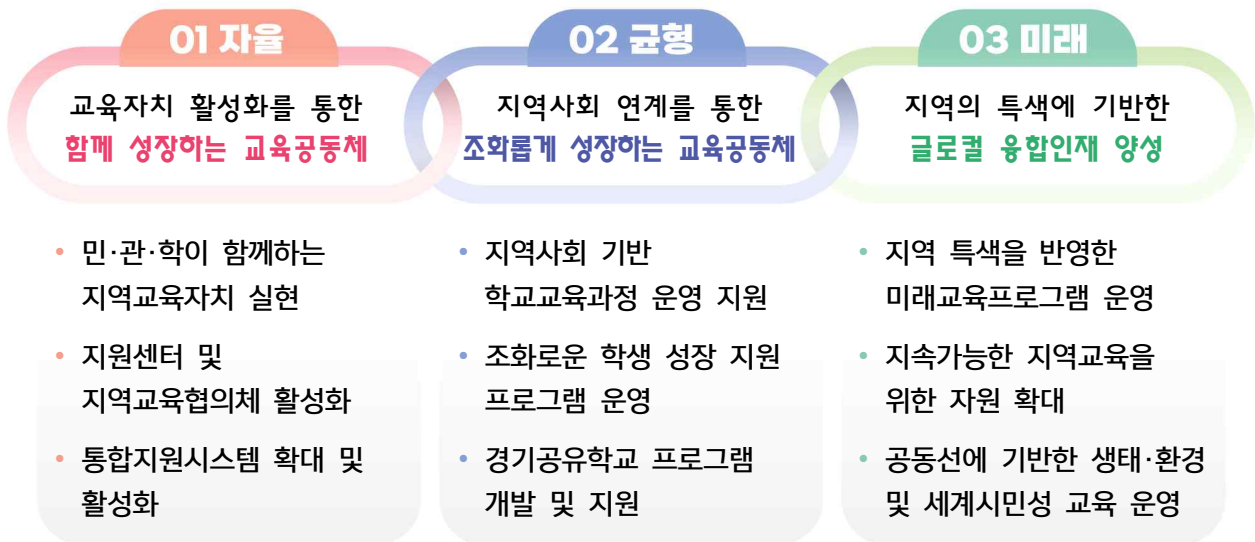 01 자율
교육자치 활성화를 통한
함께 성장하는 교육공동체
• 민·관·학이 함께하는
지역교육자치 실현
• 지원센터 및
지역교육협의체 활성화
• 통합지원시스템 확대 및
활성화
02 균형
지역사회 연계를 통한
조화롭게 성장하는 교육공동체
• 지역사회 기반
학교교육과정 운영 지원
• 조화로운 학생 성장 지원
프로그램 운영
• 경기공유학교 프로그램
개발 및 지원
03 미래
지역의 특색에 기반한
글로컬 융합인재 양성
• 지역 특색을 반영한
미래교육프로그램 운영
• 지속가능한 지역교육을
위한 자원 확대
• 공동선에 기반한 생태·환경
및 세계시민성 교육 운영